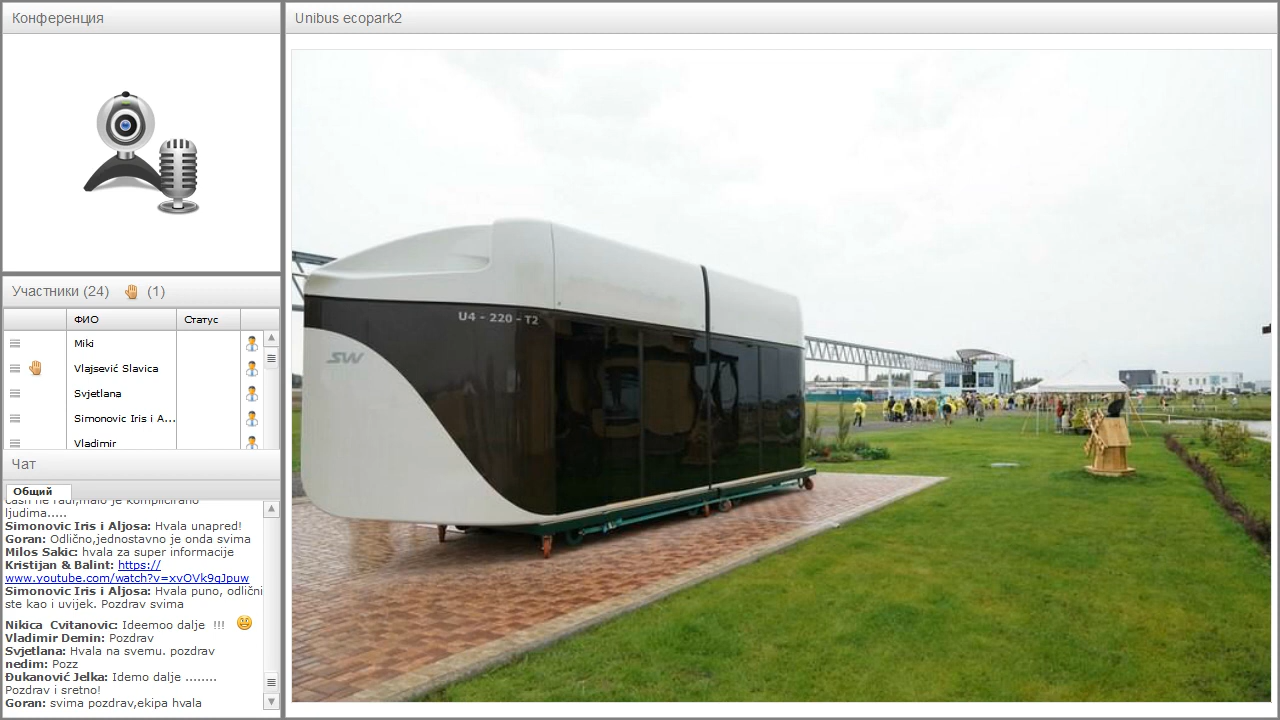 Конференция
Unibus ecopark2
Участники (24) (1)
ФИО Статус
Miki
Vlajsević Slavica
Svjetlana
Simonovic Iris i A...
Vladimir
Чат
Общий
ljudima.....
Simonovic Iris i Aljosa: Hvala unapred!
Goran: Odlično,jednostavno je onda svima
Milos Sakic: hvala za super informacije
Kristijan & Balint: https://
www.youtube.com/watch?v=xvOVk9qJpuw
Simonovic Iris i Aljosa: Hvala puno, odlični
ste kao i uvijek. Pozdrav svima
Nikica Cvitanovic: Ideemoo dalje !!!
Vladimir Demin: Pozdrav
Svjetlana: Hvala na svemu. pozdrav
nedim: Pozz
Đukanović Jelka: Idemo dalje ........
Pozdrav i sretno!
Goran: svima pozdrav,ekipa hvala
U4 - 220 - T2
SW